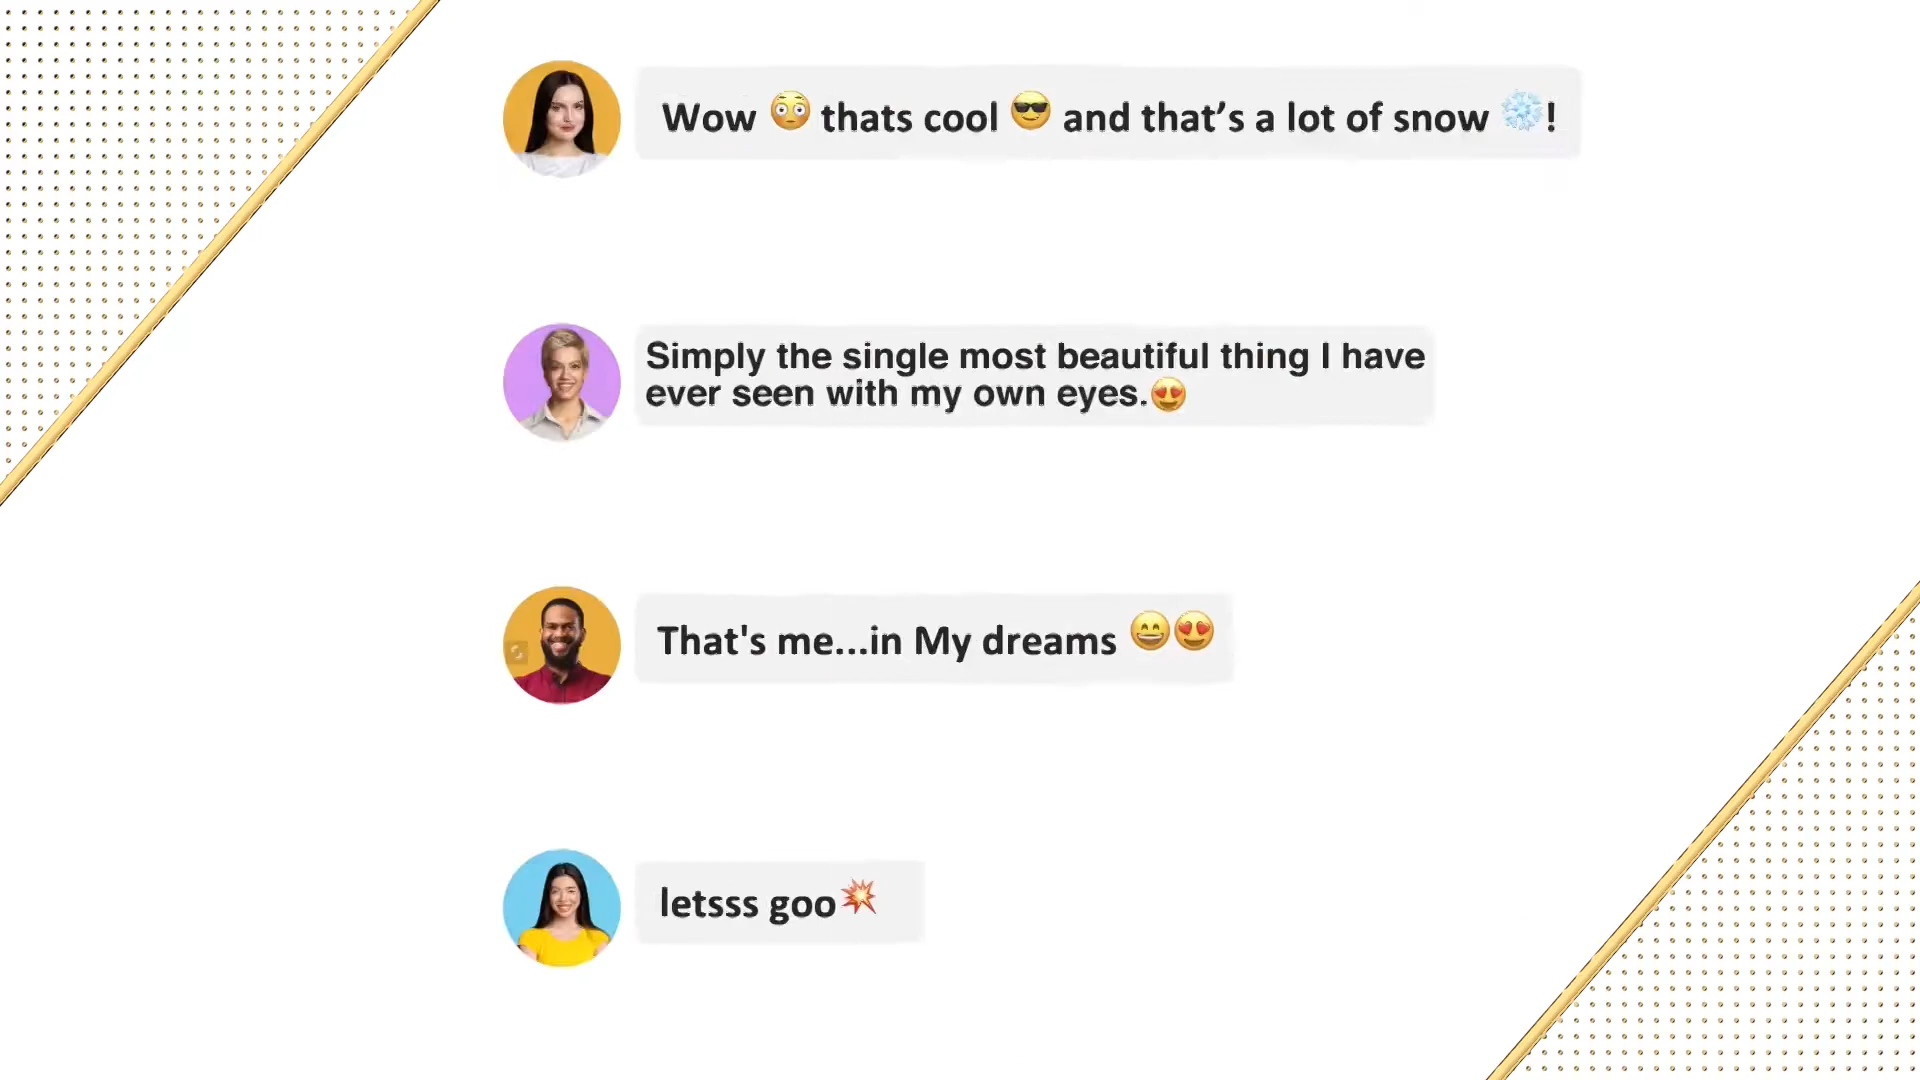 Wow 😳 thats cool 😎 and that’s a lot of snow ❄️!
Simply the single most beautiful thing I have
ever seen with my own eyes.😍
That's me...in My dreams 😄😍
letsss goo💥